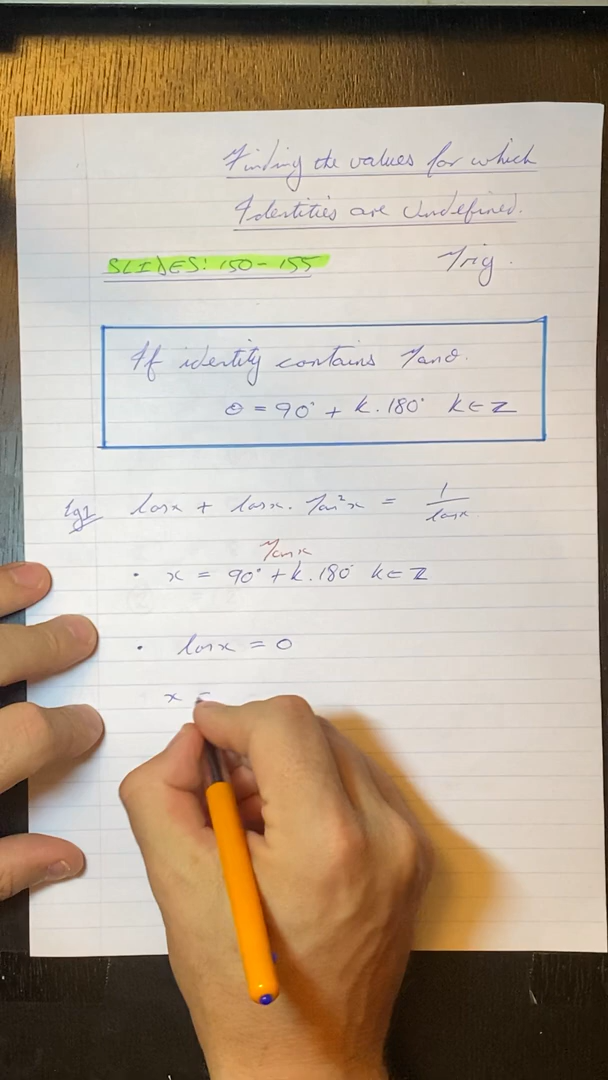 Finding the values for which
Identities are Undefined.
SLIDES: 150-155
Trig.
If identity contains Tanθ.
θ = 90° + k.180° k∈Z
Eg1 Cosx + Cosx. Tan²x = 1/Cosx
Tanx
• x = 90° + k.180° k∈Z
• Cosx = 0
x =